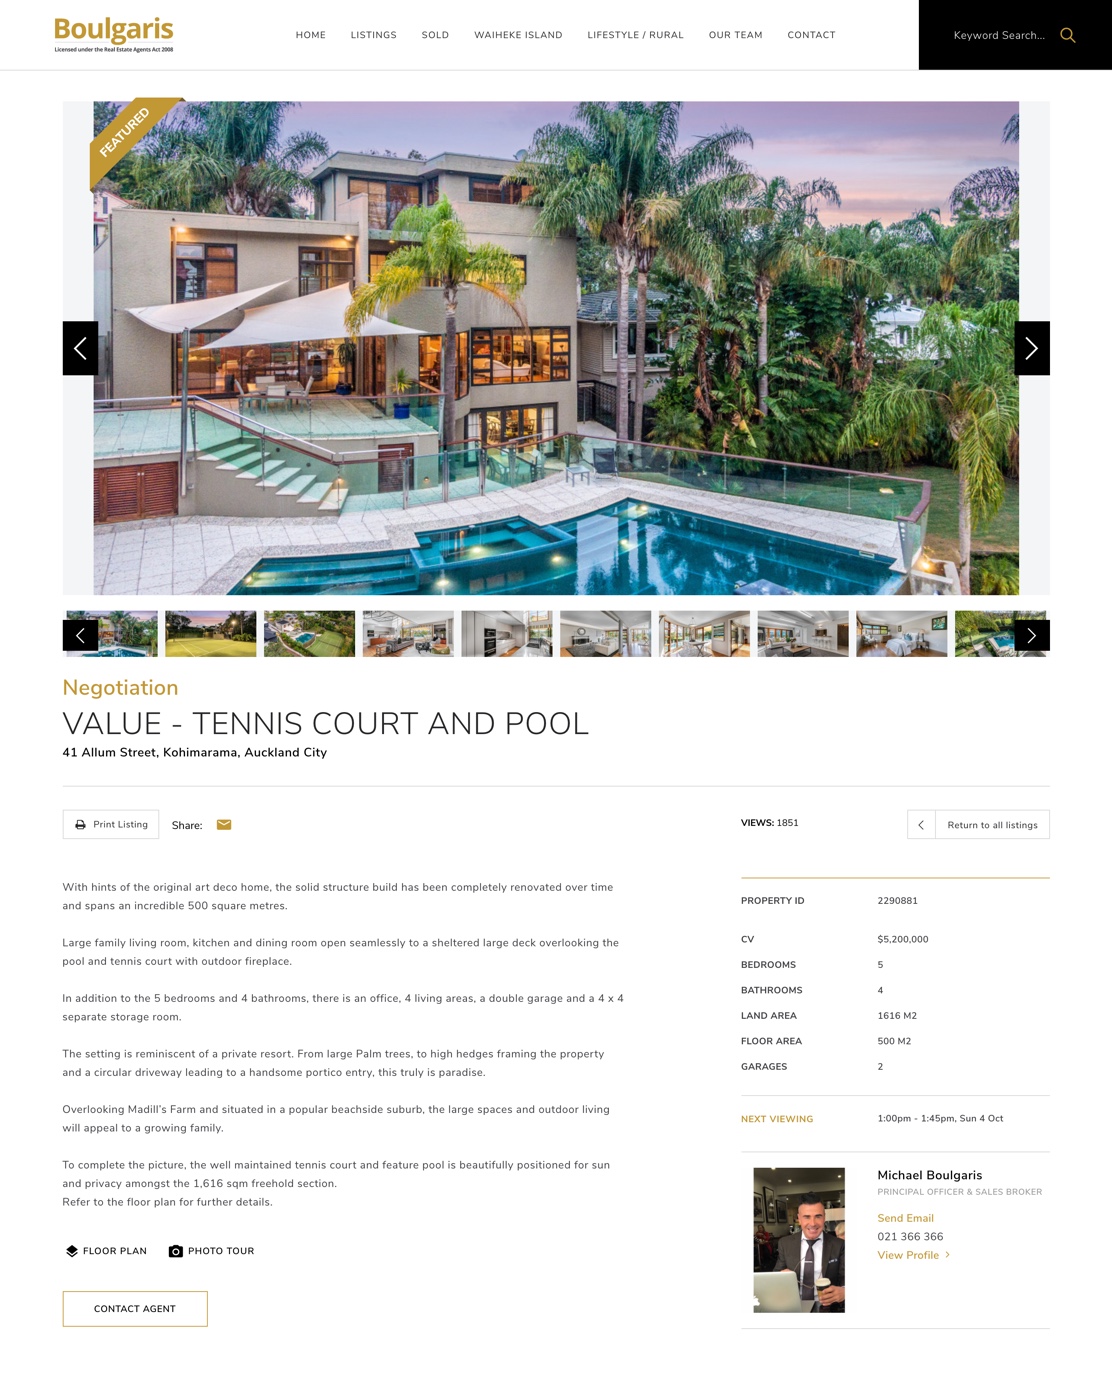 Boulgaris
Licensed under the Real Estate Agents Act 2008
HOME LISTINGS SOLD WAIHEKE ISLAND LIFESTYLE / RURAL OUR TEAM CONTACT
Keyword Search...
FEATURED
Negotiation
VALUE - TENNIS COURT AND POOL
41 Allum Street, Kohimarama, Auckland City
Print Listing
Share:
VIEWS: 1851
Return to all listings
With hints of the original art deco home, the solid structure build has been completely renovated over time
and spans an incredible 500 square metres.
Large family living room, kitchen and dining room open seamlessly to a sheltered large deck overlooking the
pool and tennis court with outdoor fireplace.
In addition to the 5 bedrooms and 4 bathrooms, there is an office, 4 living areas, a double garage and a 4 x 4
separate storage room.
The setting is reminiscent of a private resort. From large Palm trees, to high hedges framing the property
and a circular driveway leading to a handsome portico entry, this truly is paradise.
Overlooking Madill's Farm and situated in a popular beachside suburb, the large spaces and outdoor living
will appeal to a growing family.
To complete the picture, the well maintained tennis court and feature pool is beautifully positioned for sun
and privacy amongst the 1,616 sqm freehold section.
Refer to the floor plan for further details.
FLOOR PLAN PHOTO TOUR
CONTACT AGENT
PROPERTY ID 2290881
CV $5,200,000
BEDROOMS 5
BATHROOMS 4
LAND AREA 1616 M2
FLOOR AREA 500 M2
GARAGES 2
NEXT VIEWING 1:00pm - 1:45pm, Sun 4 Oct
Michael Boulgaris
PRINCIPAL OFFICER & SALES BROKER
Send Email
021 366 366
View Profile